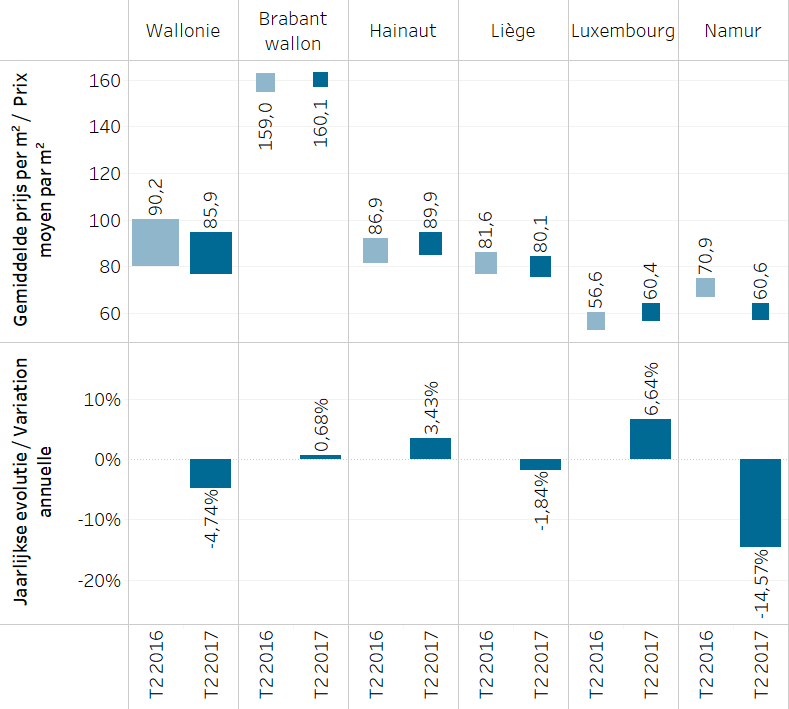 Wallonie
Brabant
wallon
Hainaut
Liège
Luxembourg
Namur
Gemiddelde prijs per m² / Prix
moyen par m²
160
140
120
100
80
60
90,2
85,9
159,0
160,1
86,9
89,9
81,6
80,1
56,6
60,4
70,9
60,6
Jaarlijkse evolutie / Variation
annuelle
10%
0%
-10%
-20%
-4,74%
0,68%
3,43%
-1,84%
6,64%
-14,57%
T2 2016
T2 2017
T2 2016
T2 2017
T2 2016
T2 2017
T2 2016
T2 2017
T2 2016
T2 2017
T2 2016
T2 2017